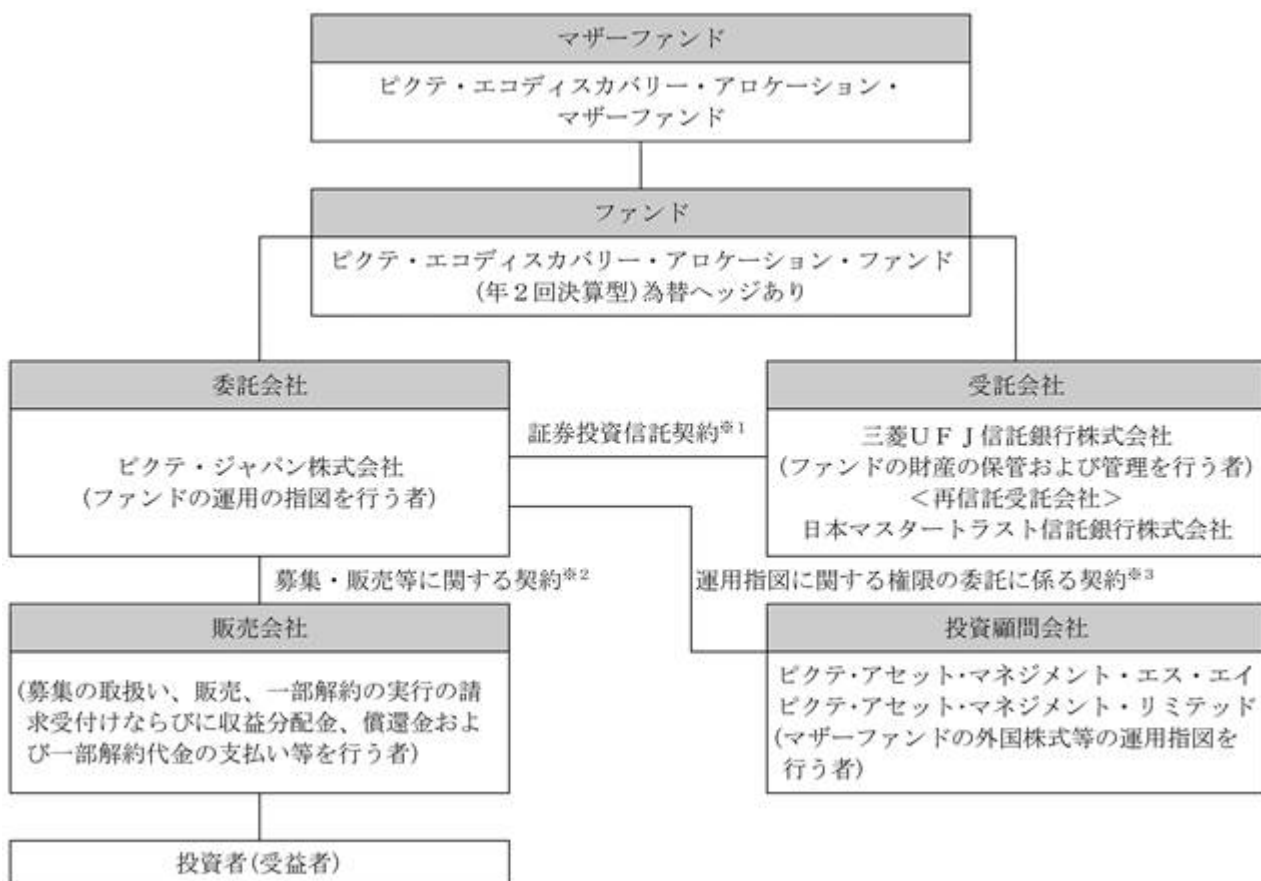 マザーファンド
ピクテ・エコディスカバリー・アロケーション・
マザーファンド
ファンド
ピクテ・エコディスカバリー・アロケーション・ファンド
(年２回決算型)為替ヘッジあり
委託会社
ピクテ・ジャパン株式会社
(ファンドの運用の指図を行う者)
証券投資信託契約※1
受託会社
三菱ＵＦＪ信託銀行株式会社
(ファンドの財産の保管および管理を行う者)
＜再信託受託会社＞
日本マスタートラスト信託銀行株式会社
募集・販売等に関する契約※2
運用指図に関する権限の委託に係る契約※3
販売会社
(募集の取扱い、販売、一部解約の実行の請
求受付けならびに収益分配金、償還金およ
び一部解約代金の支払い等を行う者)
投資顧問会社
ピクテ・アセット・マネジメント・エス・エイ
ピクテ・アセット・マネジメント・リミテッド
(マザーファンドの外国株式等の運用指図を
行う者)
投資者(受益者)